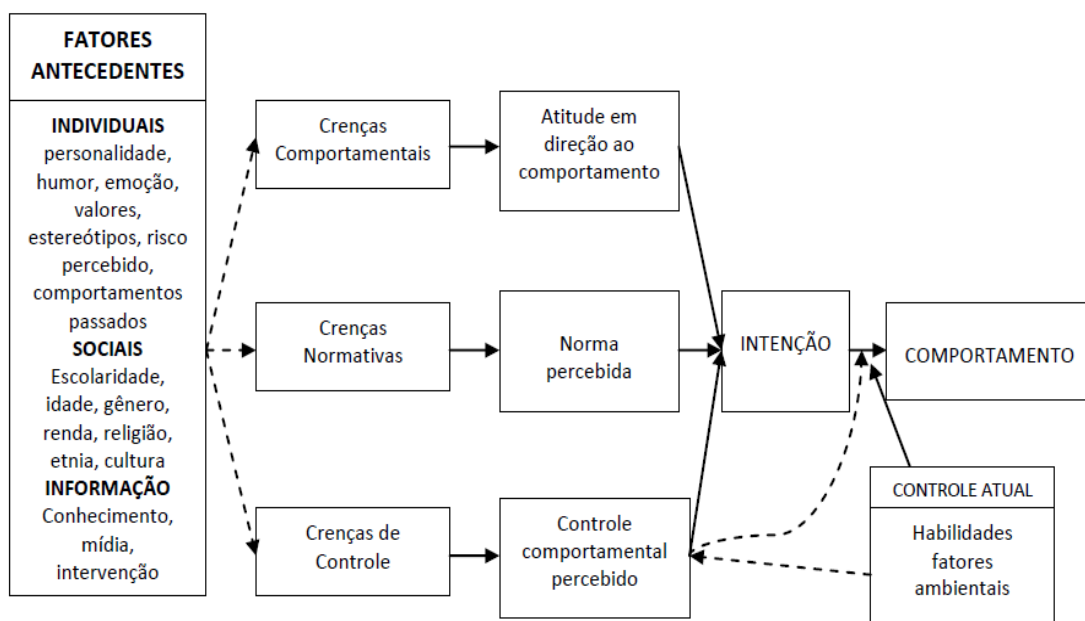 FATORES
ANTECEDENTES
INDIVIDUAIS
personalidade,
humor, emoção,
valores,
estereótipos, risco
percebido,
comportamentos
passados
SOCIAIS
Escolaridade,
idade, gênero,
renda, religião,
etnia, cultura
INFORMAÇÃO
Conhecimento,
mídia,
intervenção
Crenças
Comportamentais
Atitude em
direção ao
comportamento
Crenças
Normativas
Norma
percebida
INTENÇÃO
COMPORTAMENTO
Crenças de
Controle
Controle
comportamental
percebido
CONTROLE ATUAL
Habilidades
fatores
ambientais